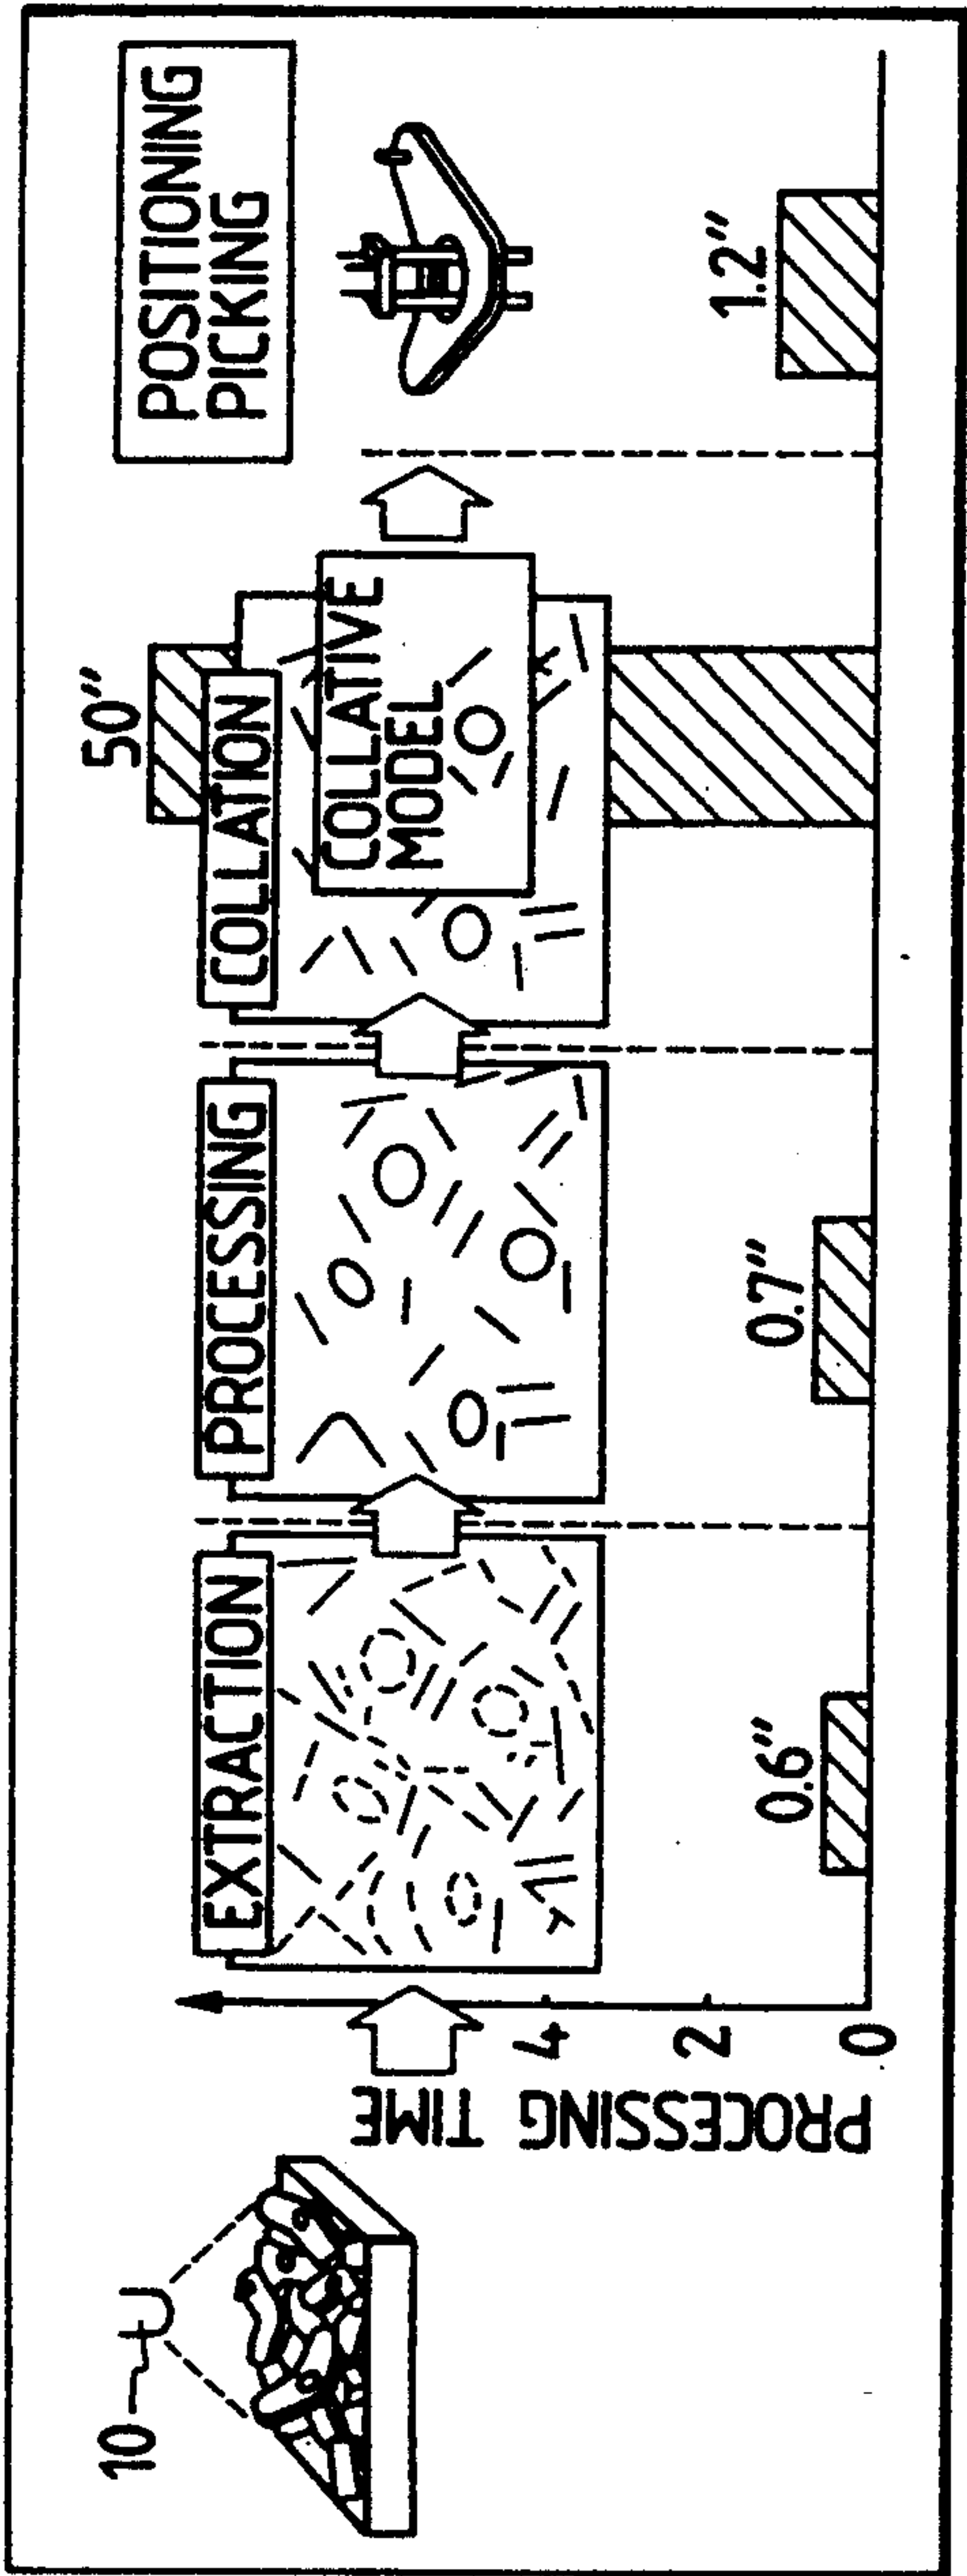 10
PROCESSING TIME
4
2
0
EXTRACTION
0.6"
PROCESSING
0.7"
COLLATION
50"
COLLATIVE
MODEL
POSITIONING
PICKING
1.2"